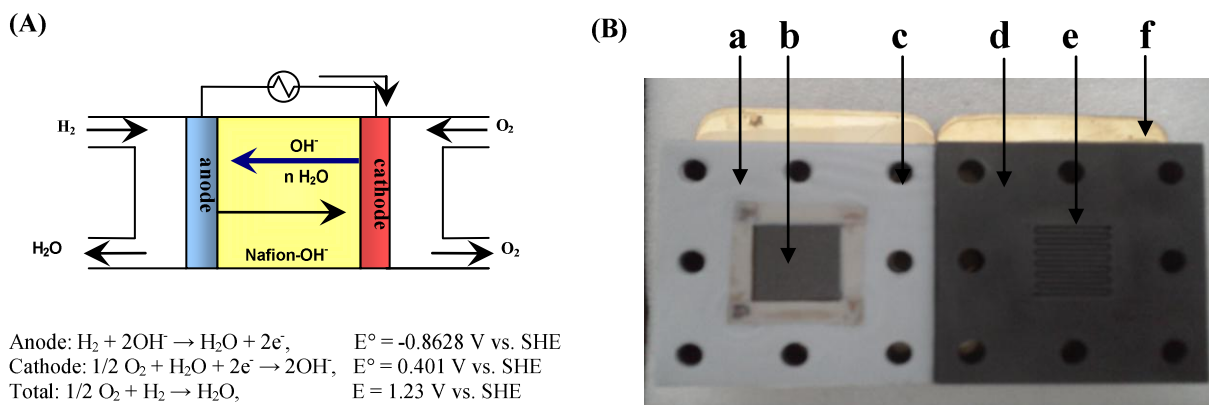 (A)
(B)
a b c d e f
H₂
O₂
anode
OH⁻
n H₂O
cathode
H₂O
O₂
Nafion-OH⁻
Anode: H₂ + 2OH⁻ → H₂O + 2e⁻, E° = -0.8628 V vs. SHE
Cathode: 1/2 O₂ + H₂O + 2e⁻ → 2OH⁻, E° = 0.401 V vs. SHE
Total: 1/2 O₂ + H₂ → H₂O, E = 1.23 V vs. SHE